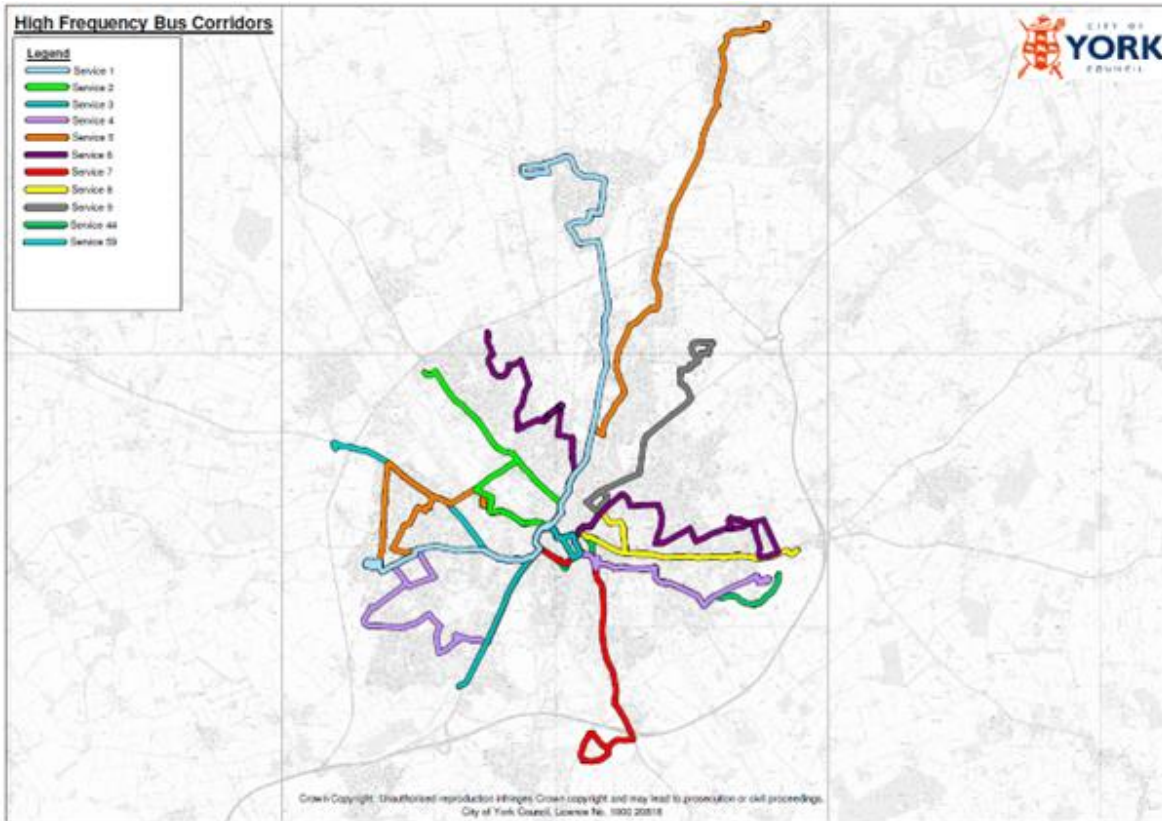 High Frequency Bus Corridors
Legend
Service 1
Service 2
Service 3
Service 4
Service 5
Service 6
Service 7
Service 8
Service 9
Service 44
Service 59
CITY OF
YORK
COUNCIL
Crown Copyright. Unauthorised reproduction infringes Crown copyright and may lead to prosecution or civil proceedings.
City of York Council, Licence No. 1000 20818